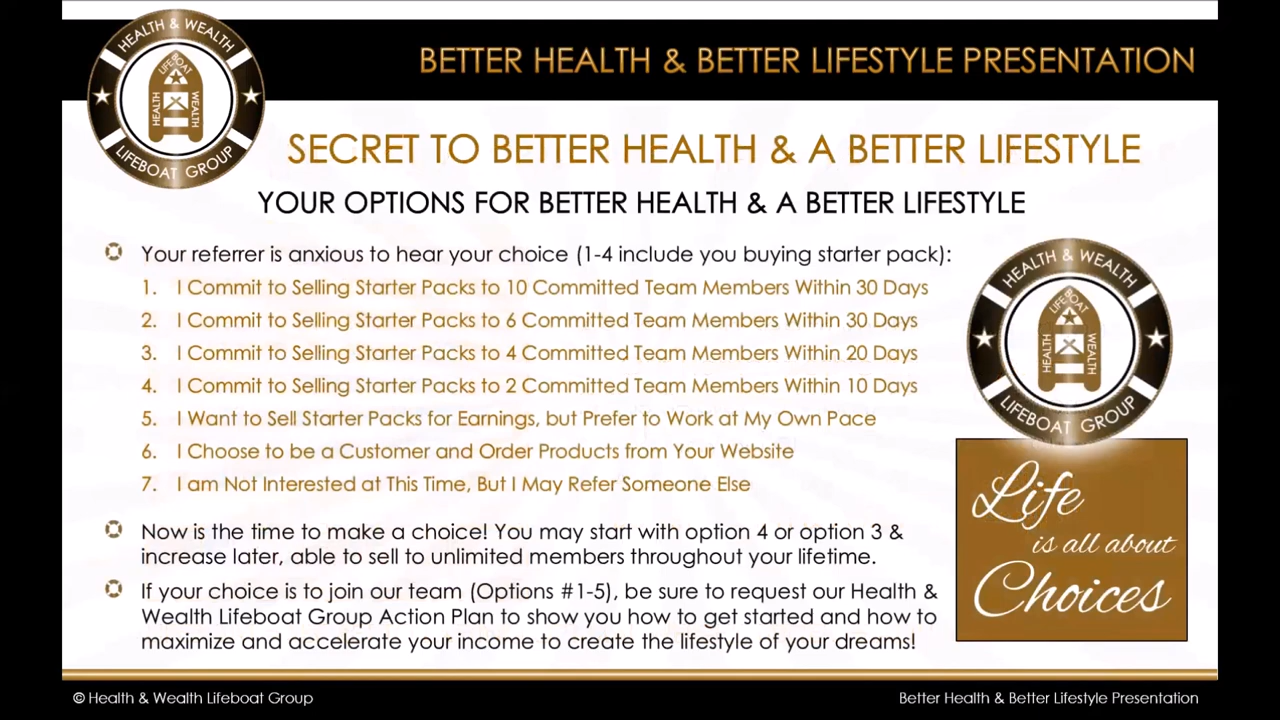 HEALTH & WEALTH
LIFEBOAT
HEALTH
WEALTH
LIFEBOAT GROUP
BETTER HEALTH & BETTER LIFESTYLE PRESENTATION
SECRET TO BETTER HEALTH & A BETTER LIFESTYLE
YOUR OPTIONS FOR BETTER HEALTH & A BETTER LIFESTYLE
Your referrer is anxious to hear your choice (1-4 include you buying starter pack):
1. I Commit to Selling Starter Packs to 10 Committed Team Members Within 30 Days
2. I Commit to Selling Starter Packs to 6 Committed Team Members Within 30 Days
3. I Commit to Selling Starter Packs to 4 Committed Team Members Within 20 Days
4. I Commit to Selling Starter Packs to 2 Committed Team Members Within 10 Days
5. I Want to Sell Starter Packs for Earnings, but Prefer to Work at My Own Pace
6. I Choose to be a Customer and Order Products from Your Website
7. I am Not Interested at This Time, But I May Refer Someone Else
Now is the time to make a choice! You may start with option 4 or option 3 &
increase later, able to sell to unlimited members throughout your lifetime.
If your choice is to join our team (Options #1-5), be sure to request our Health &
Wealth Lifeboat Group Action Plan to show you how to get started and how to
maximize and accelerate your income to create the lifestyle of your dreams!
HEALTH & WEALTH
LIFEBOAT
HEALTH
WEALTH
LIFEBOAT GROUP
Life
is all about
Choices
© Health & Wealth Lifeboat Group
Better Health & Better Lifestyle Presentation